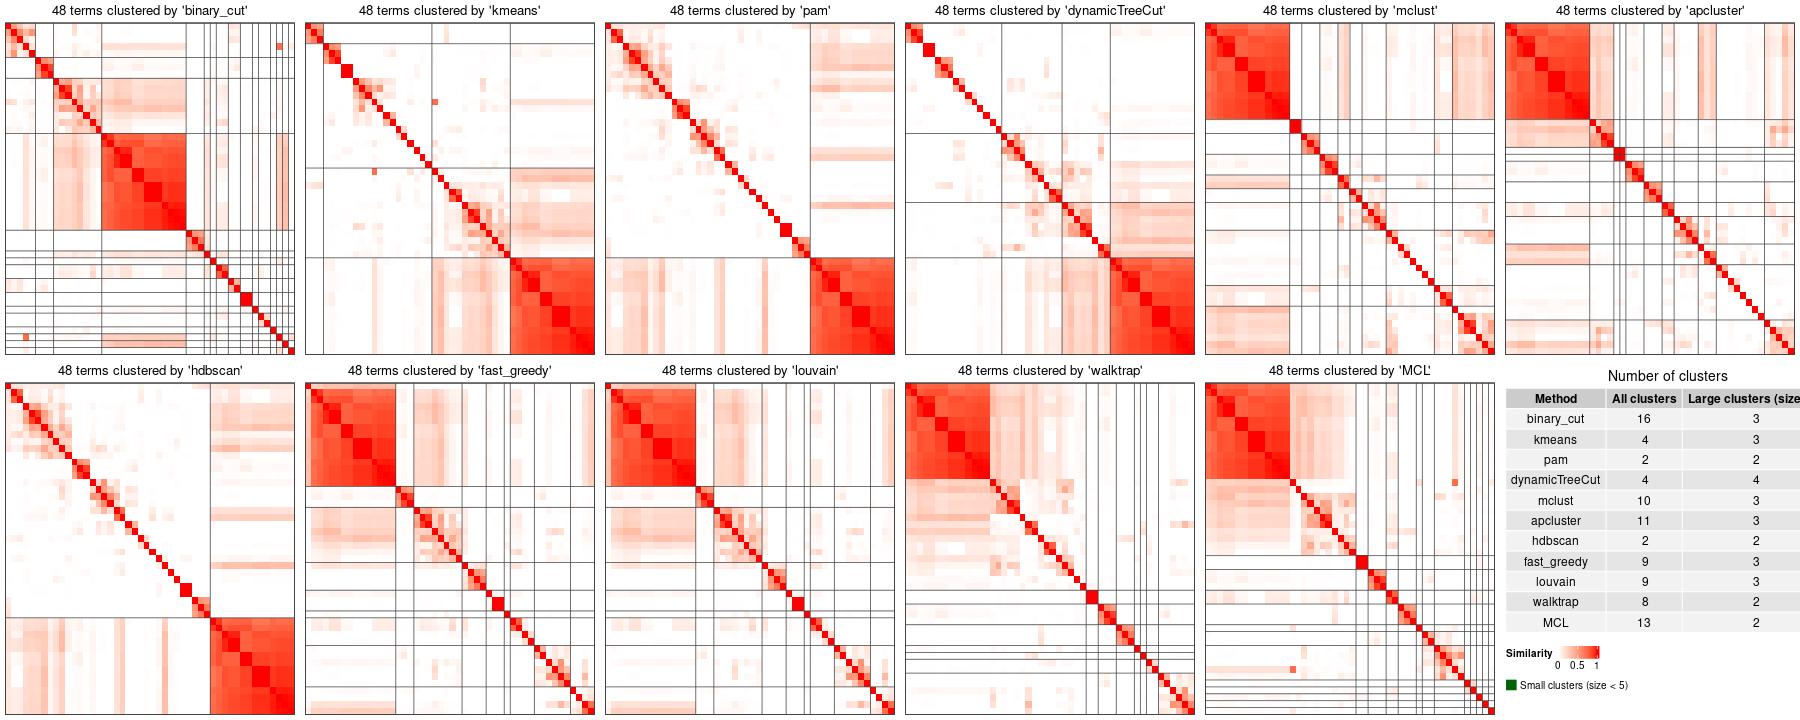 48 terms clustered by 'binary_cut'
48 terms clustered by 'kmeans'
48 terms clustered by 'pam'
48 terms clustered by 'dynamicTreeCut'
48 terms clustered by 'mclust'
48 terms clustered by 'apcluster'
48 terms clustered by 'hdbscan'
48 terms clustered by 'fast_greedy'
48 terms clustered by 'louvain'
48 terms clustered by 'walktrap'
48 terms clustered by 'MCL'
Number of clusters
Method All clusters Large clusters (size
binary_cut 16 3
kmeans 4 3
pam 2 2
dynamicTreeCut 4 4
mclust 10 3
apcluster 11 3
hdbscan 2 2
fast_greedy 9 3
louvain 9 3
walktrap 8 2
MCL 13 2
Similarity
0 0.5 1
Small clusters (size < 5)